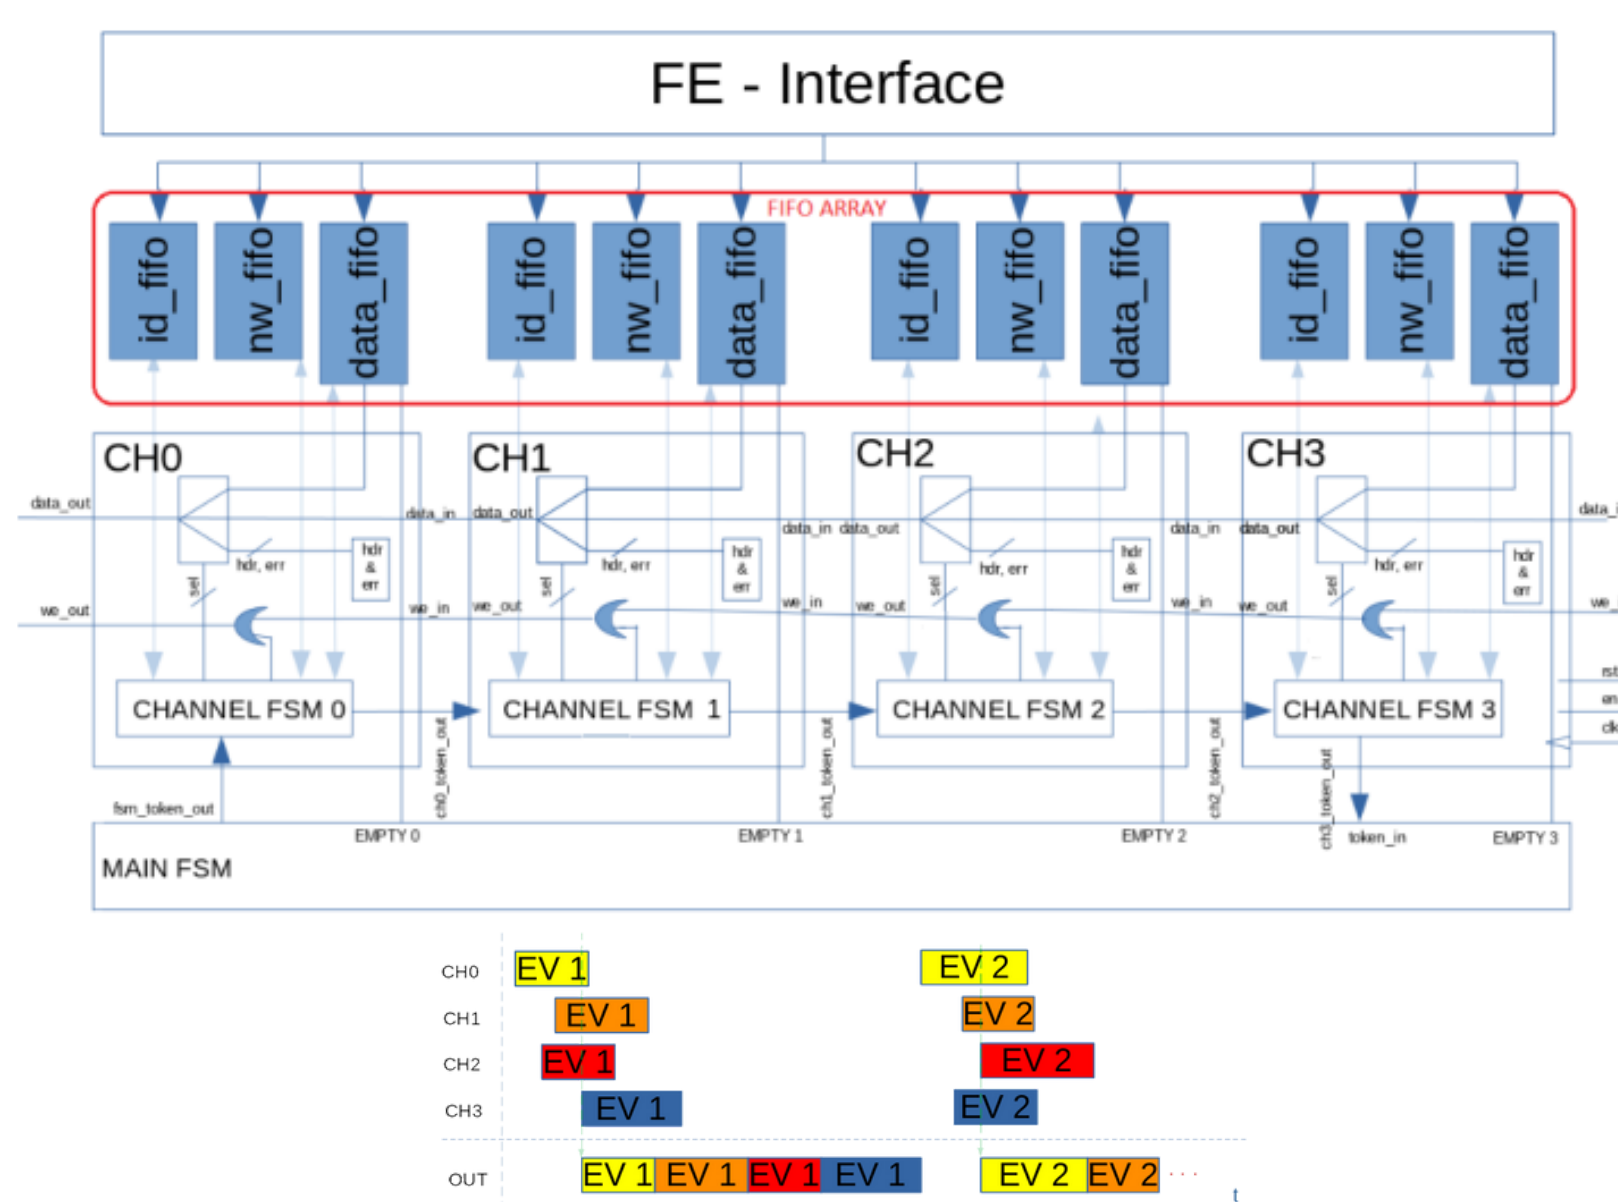 FE - Interface
FIFO ARRAY
id_fifo nw_fifo data_fifo id_fifo nw_fifo data_fifo id_fifo nw_fifo data_fifo id_fifo nw_fifo data_fifo
CH0 CH1 CH2 CH3
data_out data_in data_out data_in data_out data_in data_out data_i
hdr & err hdr & err hdr & err hdr & err
hdr, err hdr, err hdr, err hdr, err
sel sel sel sel
we_out we_in we_out we_in we_out we_in we_out we_
rst
en
clk
CHANNEL FSM 0 CHANNEL FSM 1 CHANNEL FSM 2 CHANNEL FSM 3
ch0_token_out ch1_token_out ch2_token_out ch3_token_out
fsm_token_out
EMPTY 0 EMPTY 1 EMPTY 2 token_in EMPTY 3
MAIN FSM
CH0 EV 1 EV 2
CH1 EV 1 EV 2
CH2 EV 1 EV 2
CH3 EV 1 EV 2
OUT EV 1 EV 1 EV 1 EV 1 EV 2 EV 2 ...
t